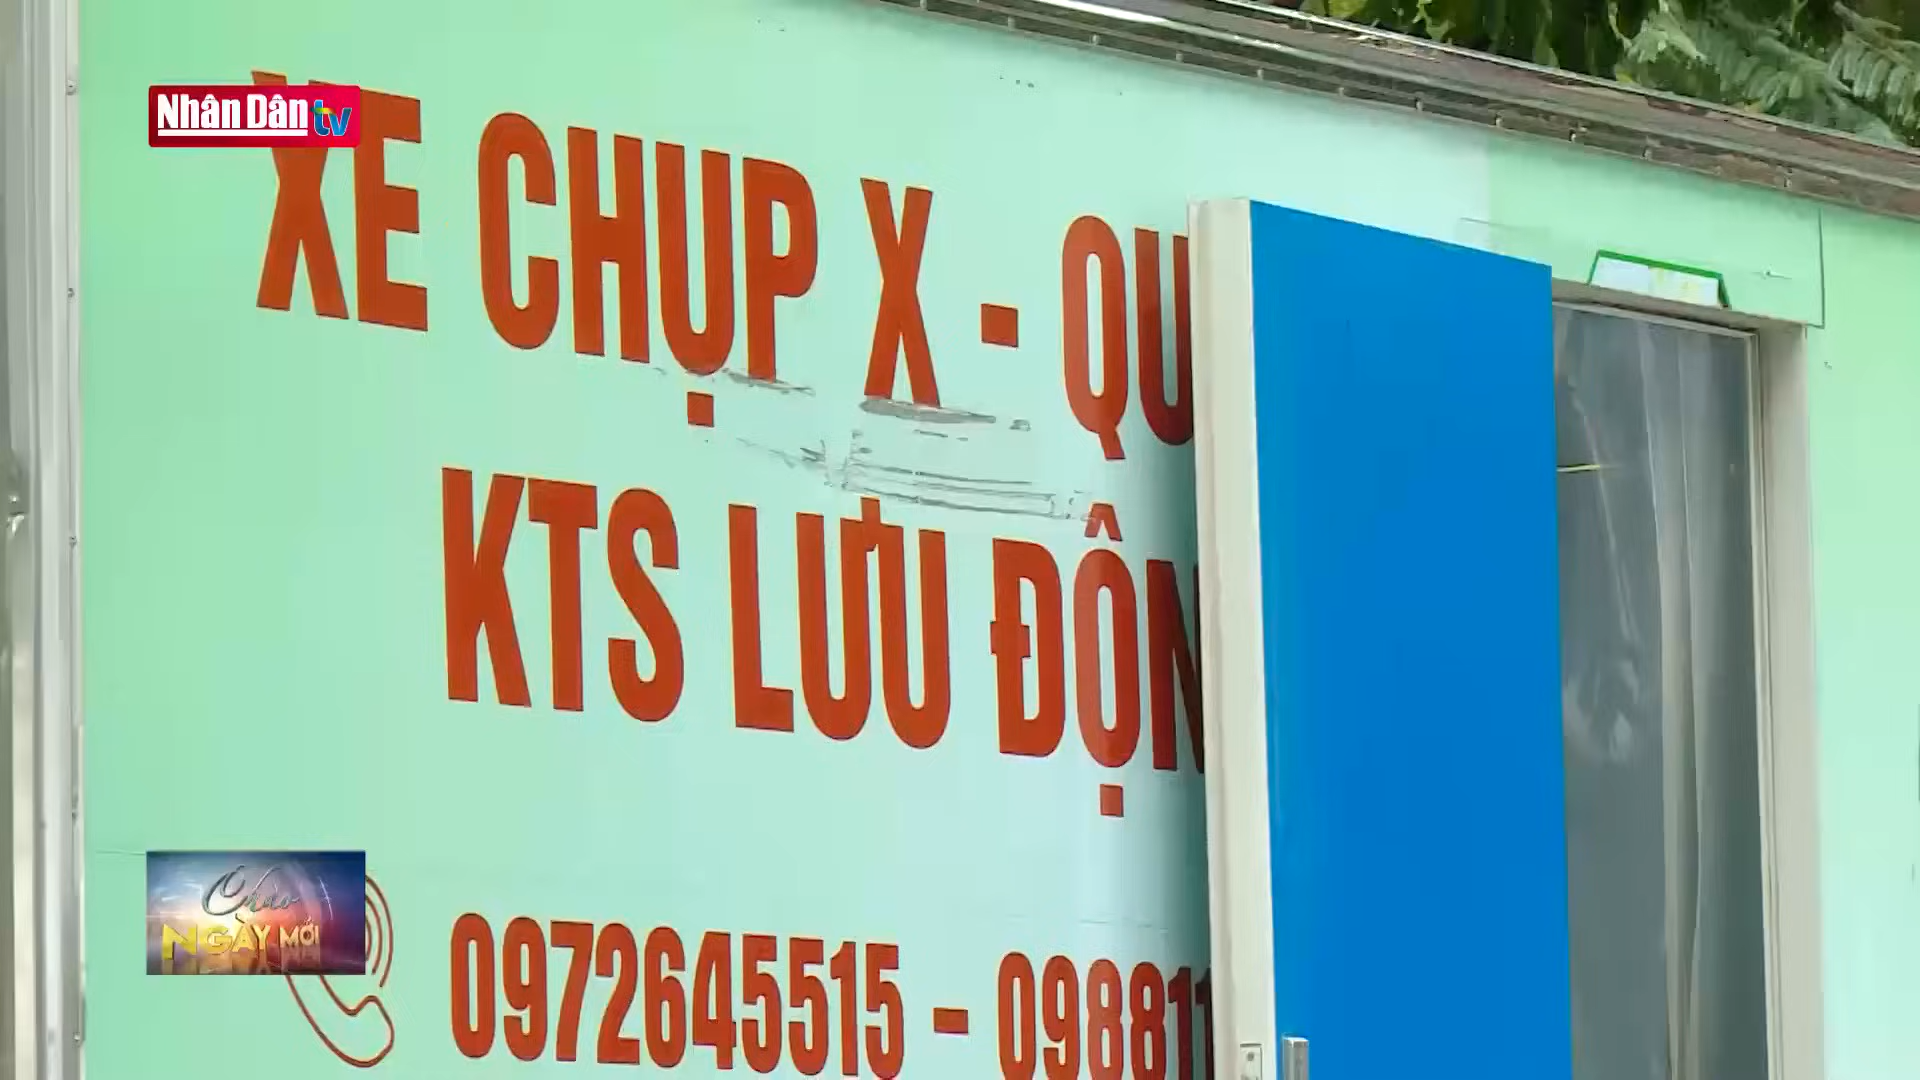 Nhân Dân tv
XE CHỤP X - QU
KTS LƯU ĐỘN
Chào
NGÀY MỚI
0972645515 - 09881